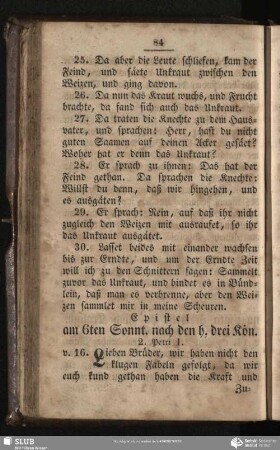 84
25. Da aber die Leute schliefen, kam der
Feind, und säete Unkraut zwischen den
Weizen, und ging davon.
26. Da nun das Kraut wuchs, und Frucht
brachte, da fand sich auch das Unkraut.
27. Da traten die Knechte zu dem Haus-
vater, und sprachen: Herr, hast du nicht
guten Saamen auf deinen Acker gesäet?
Woher hat er denn das Unkraut?
28. Er sprach zu ihnen: Das hat der
Feind gethan. Da sprachen die Knechte:
Willst du denn, daß wir hingehen, und
es ausgäten?
29. Er sprach: Nein, auf daß ihr nicht
zugleich den Weizen mit ausraufet, so ihr
das Unkraut ausgätet.
30. Lasset beides mit einander wachsen
bis zur Erndte, und um der Erndte Zeit
will ich zu den Schnittern sagen: Sammelt
zuvor das Unkraut, und bindet es in Bünd-
lein, daß man es verbrenne, aber den Wei-
zen sammlet mir in meine Scheuren.
Epistel
am 6ten Sonnt. nach den h. drei Kön.
2. Petri 1.
v. 16. Lieben Brüder, wir haben nicht den
klugen Fabeln gefolgt, da wir
euch kund gethan haben die Kraft und
Zu-
SLUB